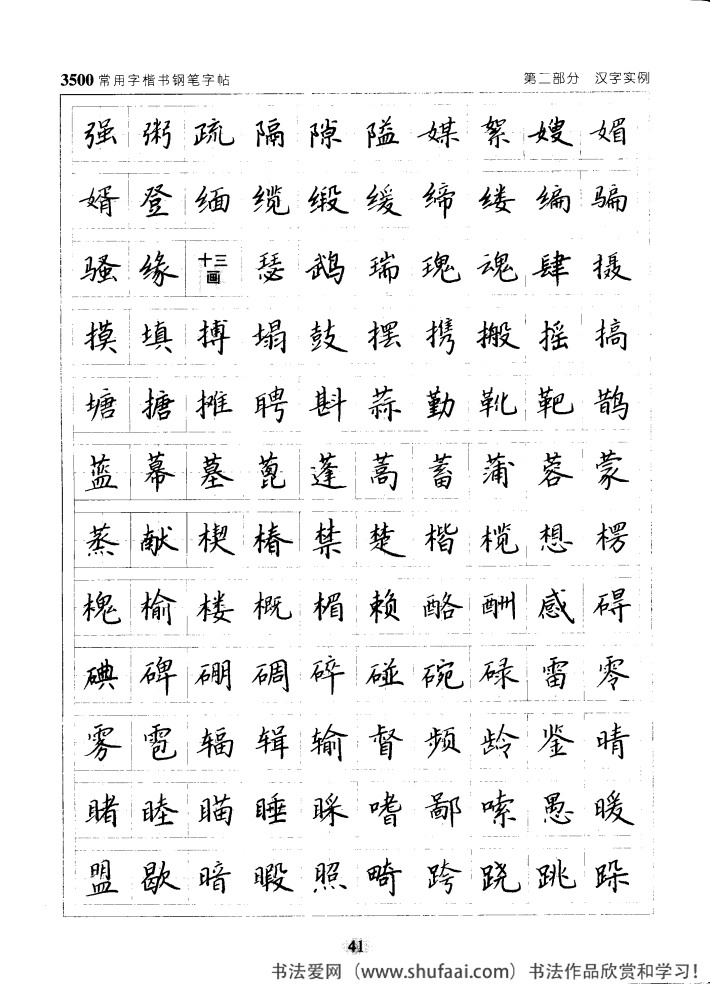 3500常用字楷书钢笔字帖 第二部分 汉字实例
强 粥 疏 隔 隙 隘 媒 絮 嫂 媚
婿 登 缅 缆 缎 缓 缔 缕 编 骗
骚 缘 十三画 瑟 鹉 瑞 瑰 魂 肆 摄
摸 填 搏 塌 鼓 摆 携 搬 摇 搞
塘 搪 摊 聘 斟 蒜 勤 靴 靶 鹊
蓝 幕 墓 蓖 蓬 蒿 蓄 蒲 蓉 蒙
蒸 献 楔 椿 禁 楚 楷 榄 想 楞
槐 榆 楼 概 楣 赖 酪 酬 感 碍
碘 碑 硼 碉 碎 碰 碗 碌 雷 零
雾 雹 辐 辑 输 督 频 龄 鉴 睛
睹 睦 瞄 睡 睬 嗜 鄙 嗦 愚 暖
盟 歇 暗 暇 照 畸 跨 跷 跳 跺
41
书法爱网（www.shufaai.com）书法作品欣赏和学习！